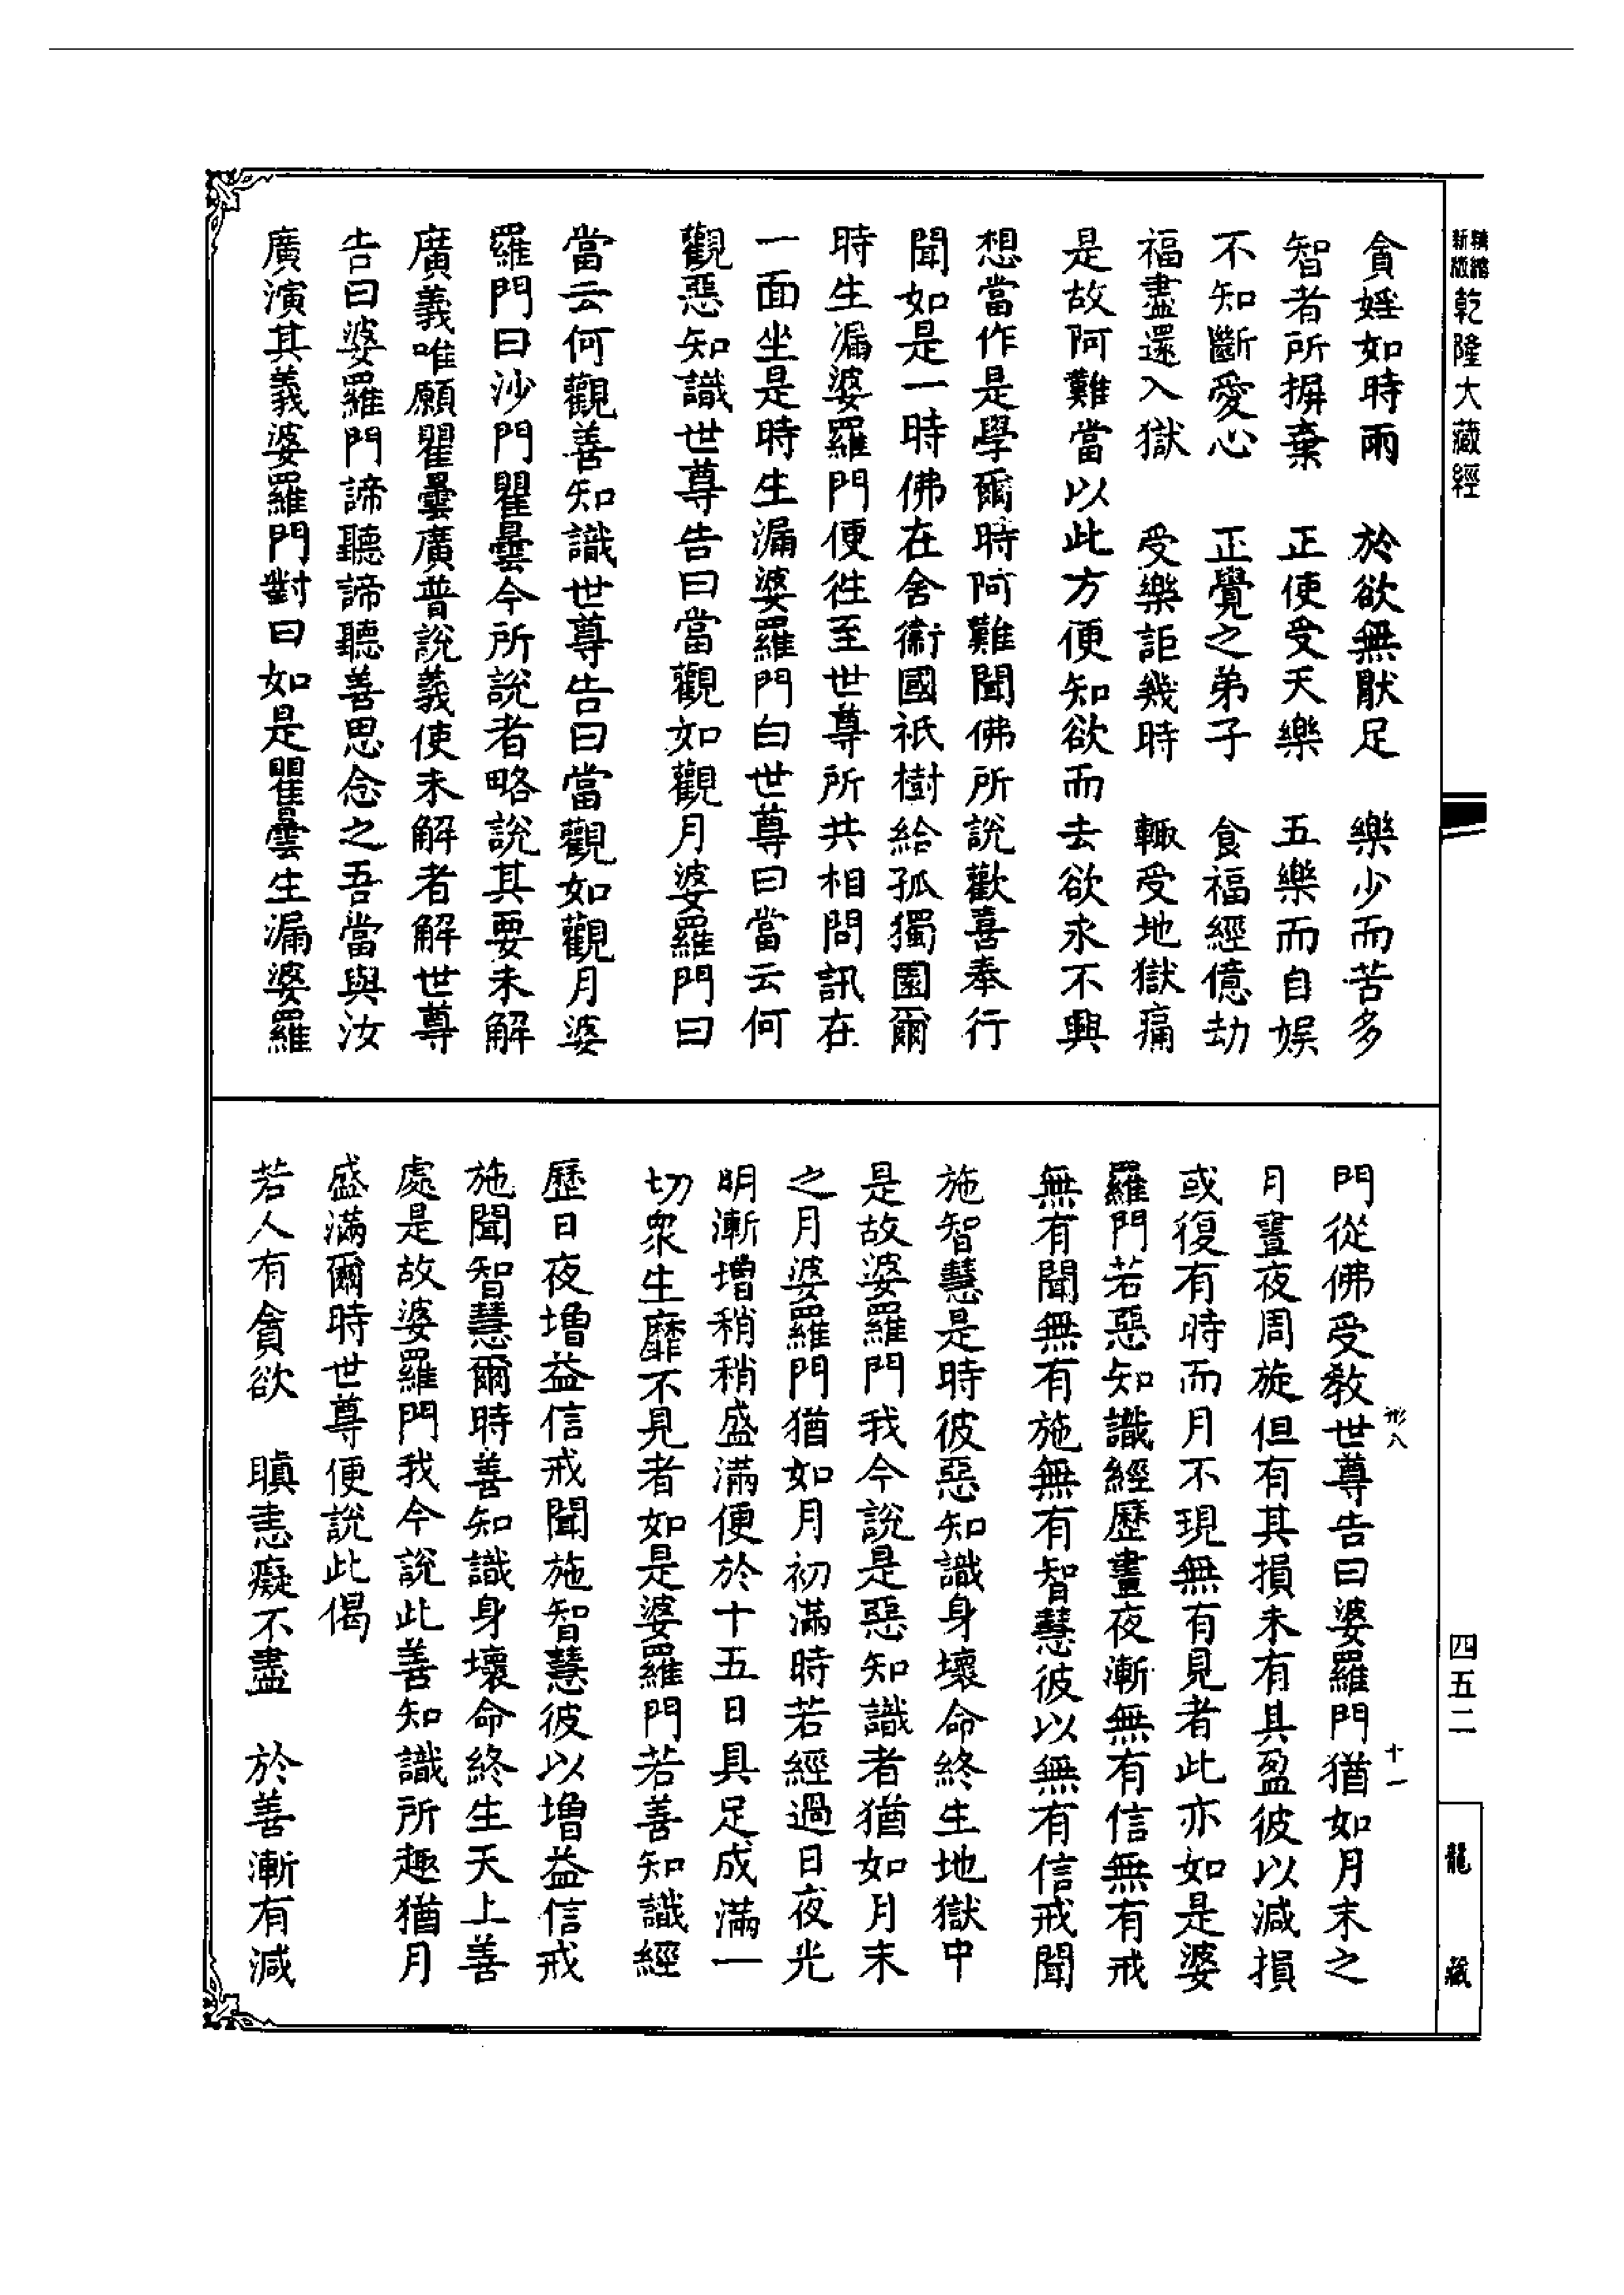 新版 精縮 乾隆大藏經
貪婬如時雨 於欲無猒足 樂少而苦多
智者所摒棄 正使受天樂 五樂而自娛
不知斷愛心 正覺之弟子 食福經億劫
福盡還入獄 受樂詎幾時 輙受地獄痛
是故阿難當以此方便知欲而去欲永不興
想當作是學爾時阿難聞佛所說歡喜奉行
聞如是一時佛在舍衞國祇樹給孤獨園爾
時生漏婆羅門便往至世尊所共相問訊在
一面坐是時生漏婆羅門白世尊曰當云何
觀惡知識世尊告曰當觀如觀月婆羅門曰
當云何觀善知識世尊告曰當觀如觀月婆
羅門曰沙門瞿曇今所說者略說其要未解
廣義唯願瞿曇廣普說義使未解者解世尊
告曰婆羅門諦聽諦聽善思念之吾當與汝
廣演其義婆羅門對曰如是瞿曇生漏婆羅
門從佛受敎世尊告曰婆羅門猶如月末之
月晝夜周旋但有其損未有其盈彼以減損
或復有時而月不現無有見者此亦如是婆
羅門若惡知識經歷晝夜漸無有信無有戒
無有聞無有施無有智慧彼以無有信戒聞
施智慧是時彼惡知識身壞命終生地獄中
是故婆羅門我今說是惡知識者猶如月末
之月婆羅門猶如月初滿時若經過日夜光
明漸增稍稍盛滿便於十五日具足成滿一
切衆生靡不見者如是婆羅門若善知識經
歷日夜增益信戒聞施智慧彼以增益信戒
施聞智慧爾時善知識身壞命終生天上善
處是故婆羅門我今說此善知識所趣猶月
盛滿爾時世尊便說此偈
若人有貪欲 瞋恚癡不盡 於善漸有減
形八 十一
四五二
龍藏